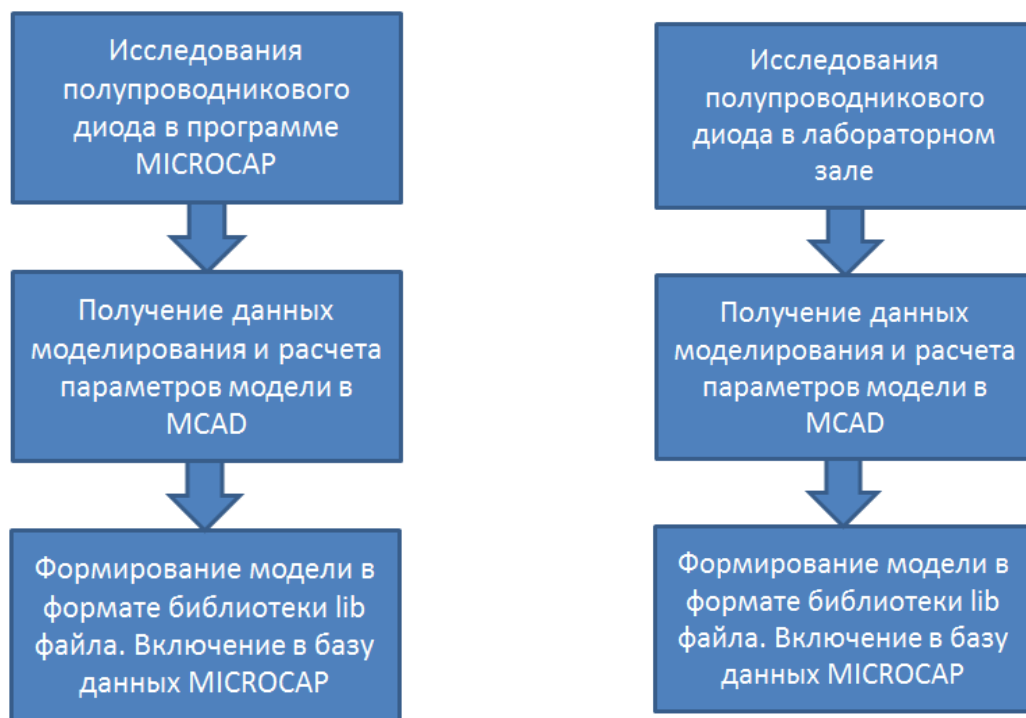 Исследования
полупроводникового
диода в программе
MICROCAP
Получение данных
моделирования и расчета
параметров модели в
MCAD
Формирование модели в
формате библиотеки lib
файла. Включение в базу
данных MICROCAP
Исследования
полупроводникового
диода в лабораторном
зале
Получение данных
моделирования и расчета
параметров модели в
MCAD
Формирование модели в
формате библиотеки lib
файла. Включение в базу
данных MICROCAP